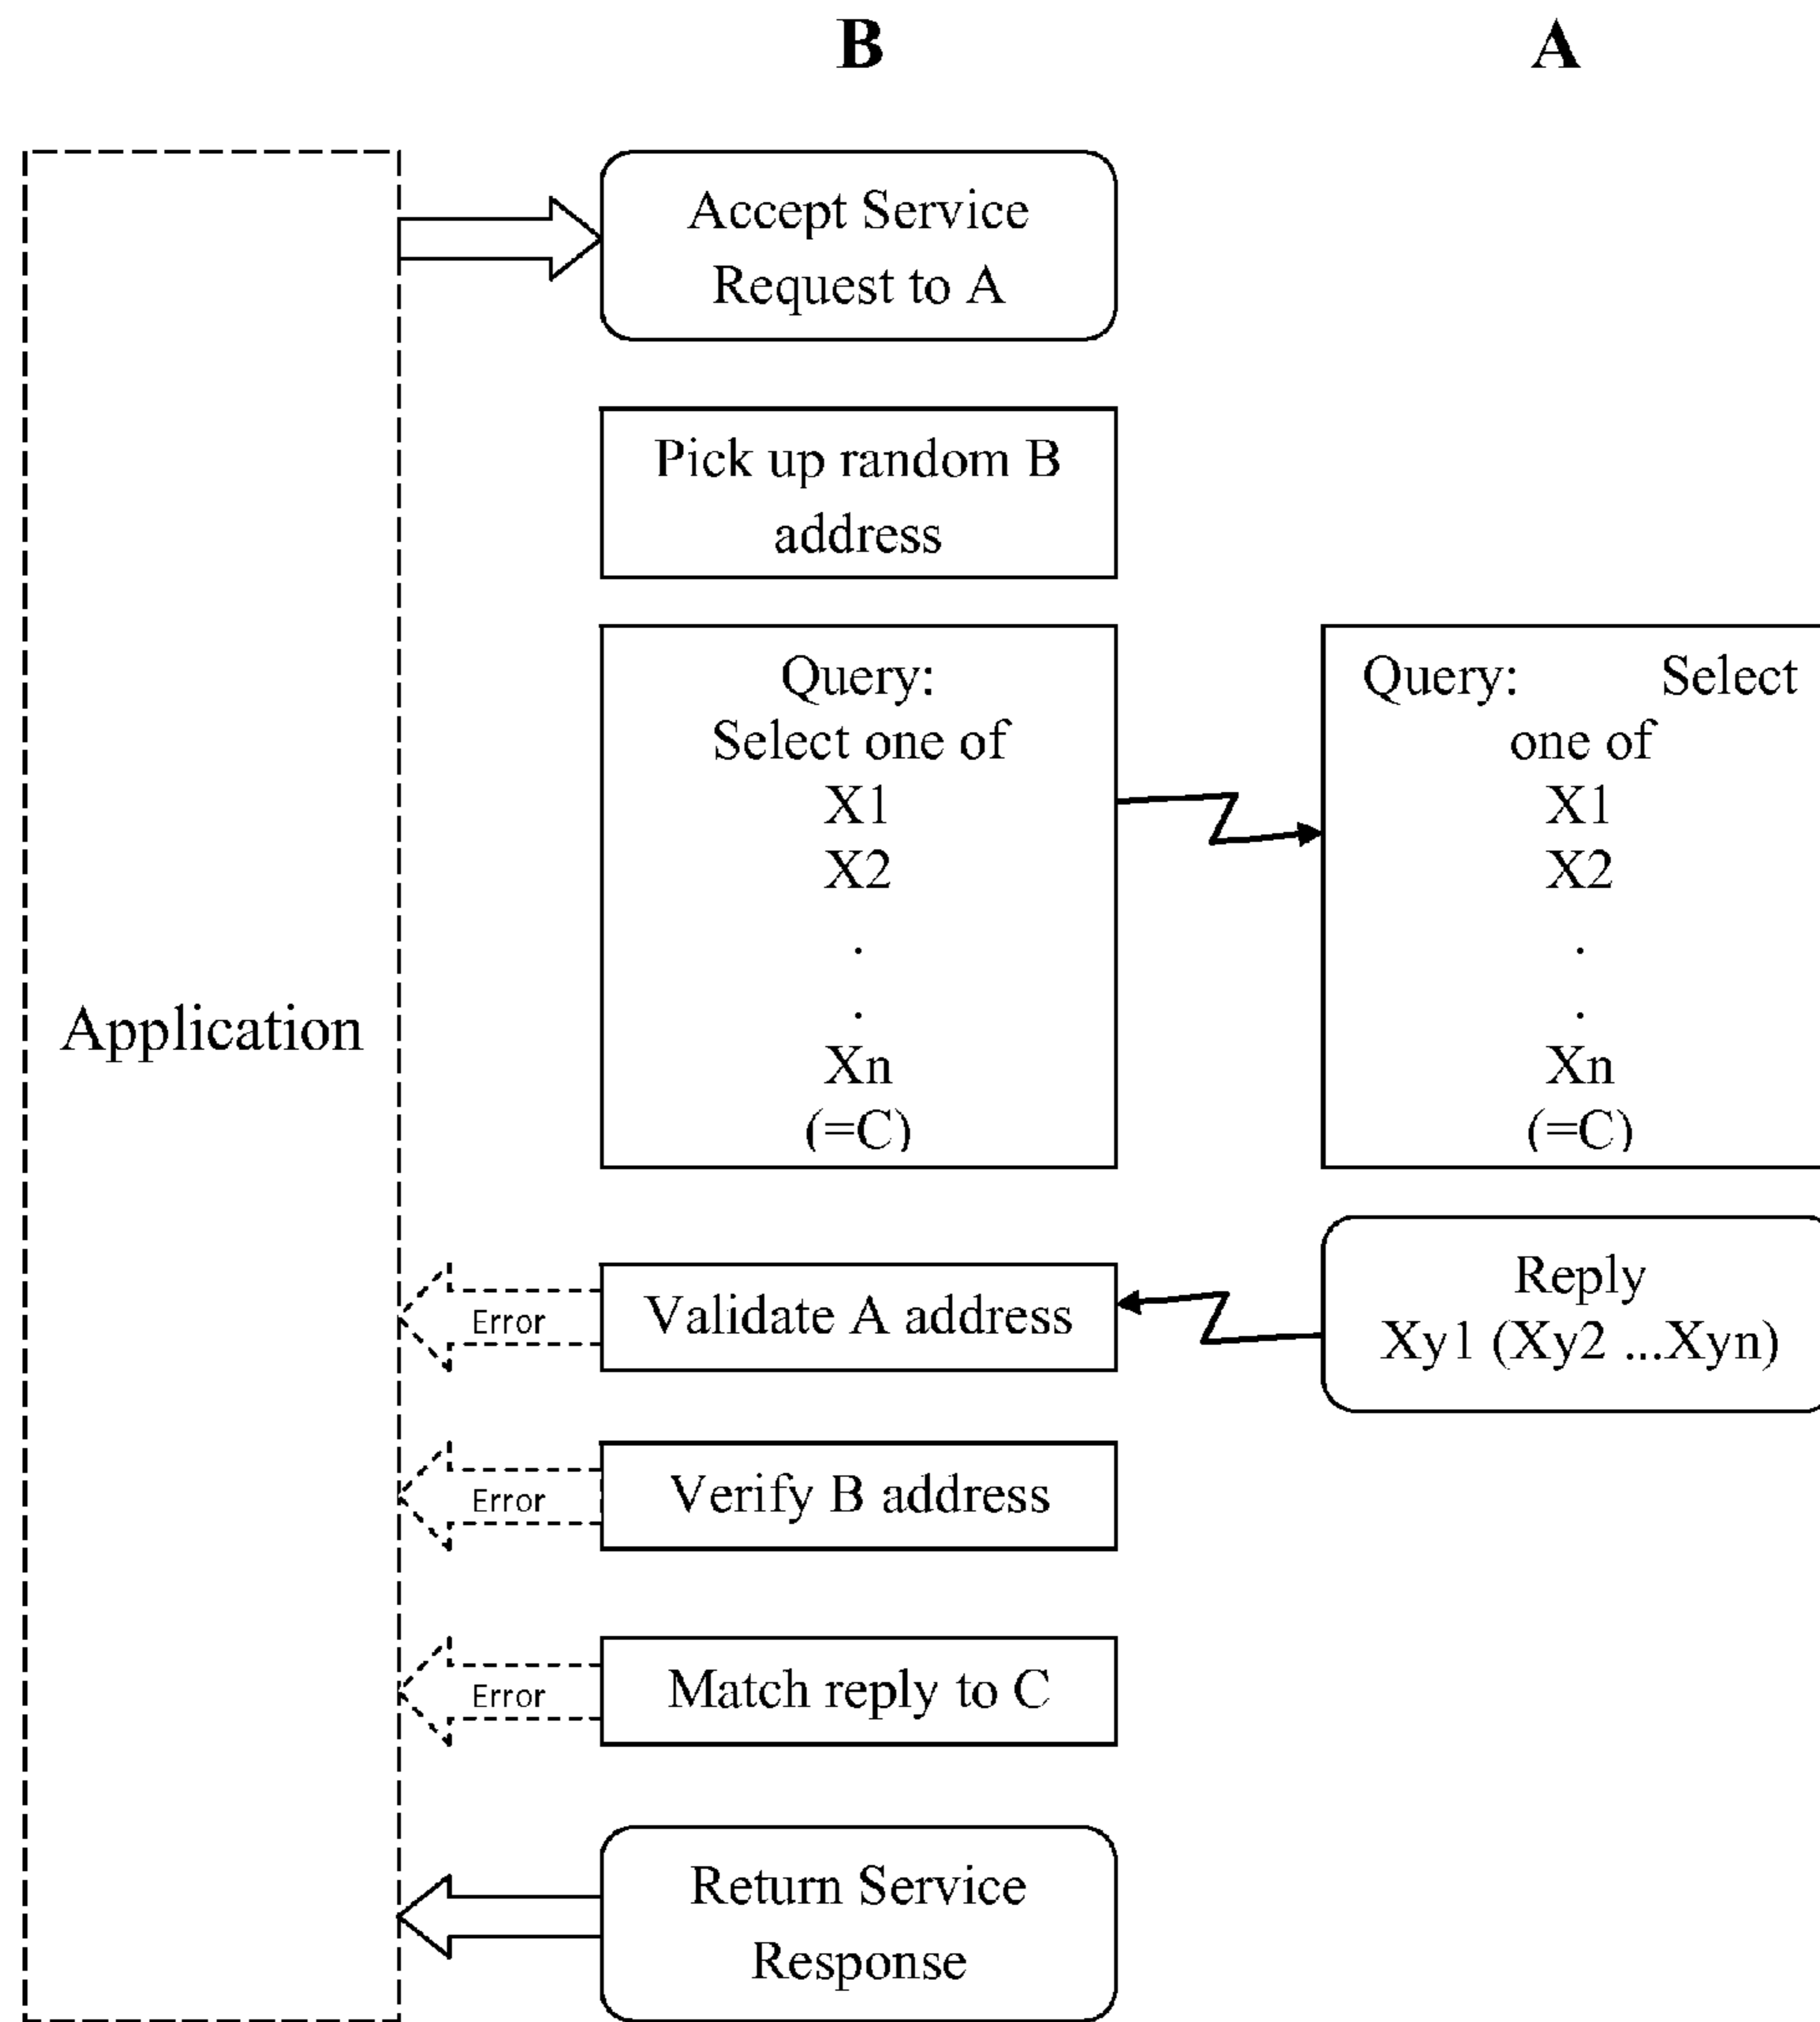 B
A
Accept Service
Request to A
Pick up random B
address
Query:
Select one of
X1
X2
.
.
Xn
(=C)
Query: Select
one of
X1
X2
.
.
Xn
(=C)
Application
Reply
Xy1 (Xy2 ...Xyn)
Error
Validate A address
Error
Verify B address
Error
Match reply to C
Return Service
Response